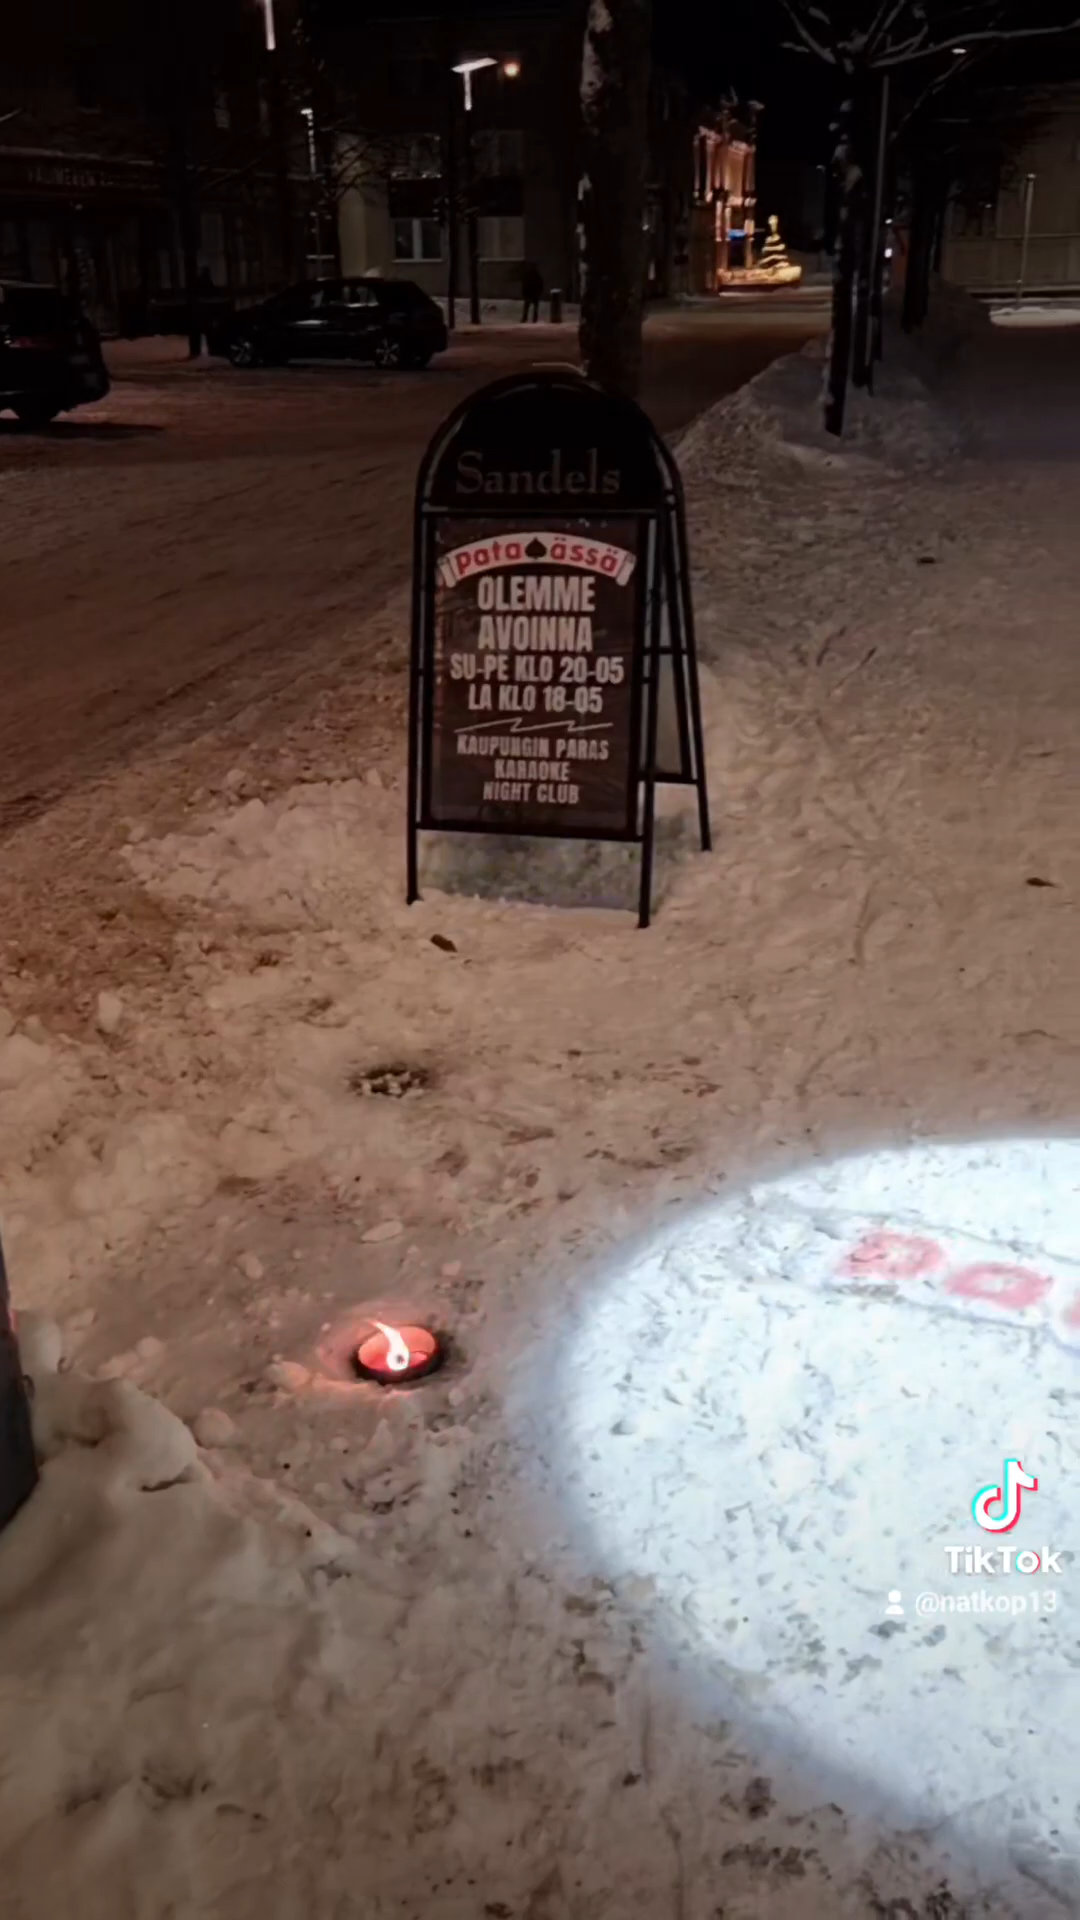 Sandels
pata ässä
OLEMME
AVOINNA
SU-PE KLO 20-05
LA KLO 18-05
KAUPUNGIN PARAS
KARAOKE
NIGHT CLUB
TikTok
@natkop13